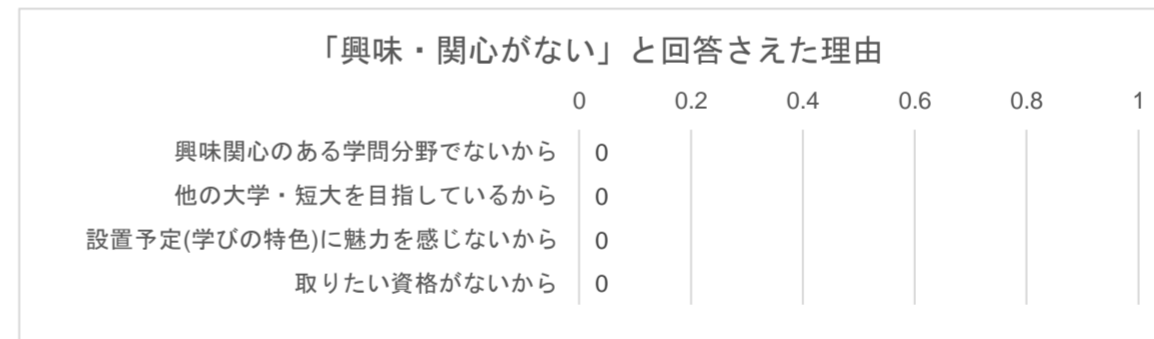 「興味・関心がない」と回答さえた理由
0 0.2 0.4 0.6 0.8 1
興味関心のある学問分野でないから 0
他の大学・短大を目指しているから 0
設置予定(学びの特色)に魅力を感じないから 0
取りたい資格がないから 0